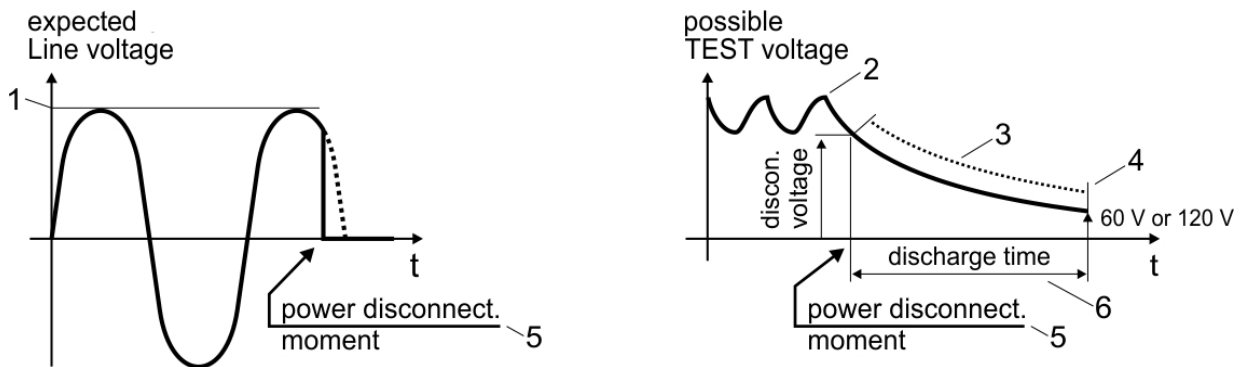 expected
Line voltage
1
t
power disconnect.
moment
5
possible
TEST voltage
2
3
4
discon.
voltage
60 V or 120 V
discharge time
t
6
power disconnect.
moment
5